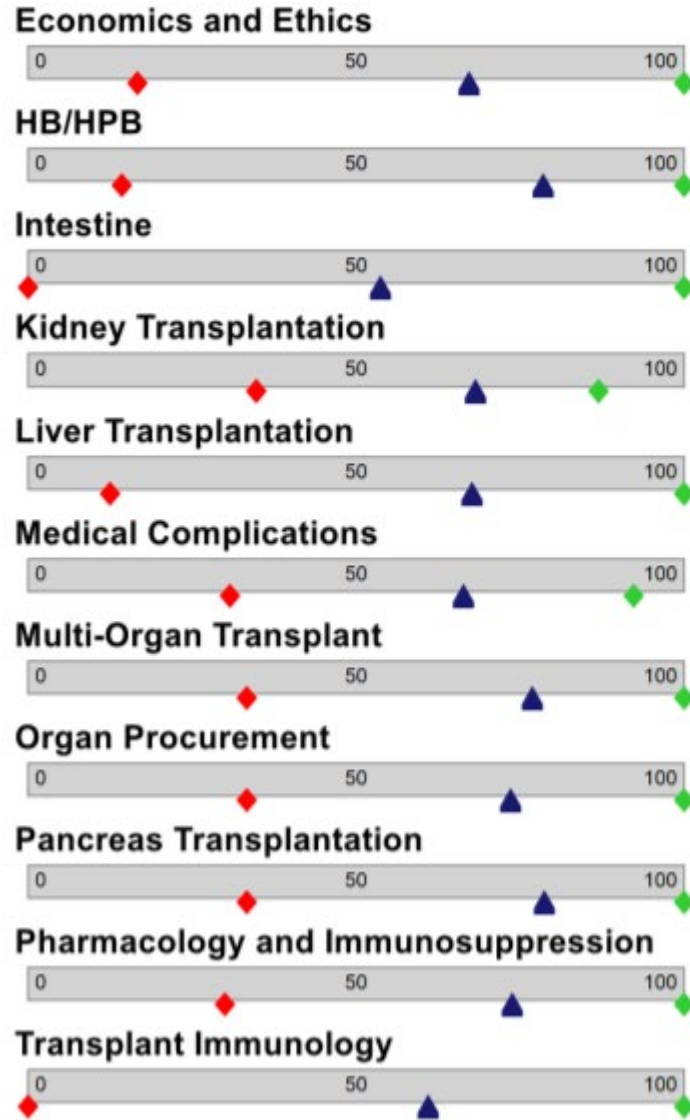 Economics and Ethics
0 50 100
HB/HPB
0 50 100
Intestine
0 50 100
Kidney Transplantation
0 50 100
Liver Transplantation
0 50 100
Medical Complications
0 50 100
Multi-Organ Transplant
0 50 100
Organ Procurement
0 50 100
Pancreas Transplantation
0 50 100
Pharmacology and Immunosuppression
0 50 100
Transplant Immunology
0 50 100